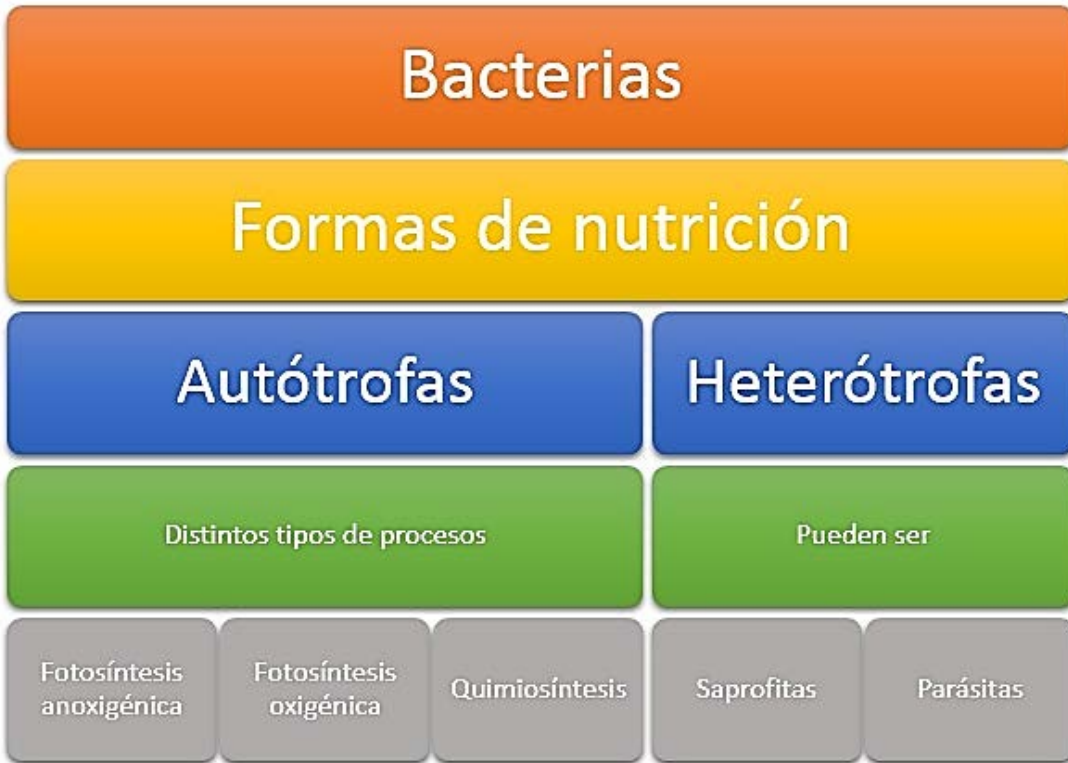 Bacterias
Formas de nutrición
Autótrofas
Heterótrofas
Distintos tipos de procesos
Pueden ser
Fotosíntesis
anoxigénica
Fotosíntesis
oxigénica
Quimiosíntesis
Saprofitas
Parásitas